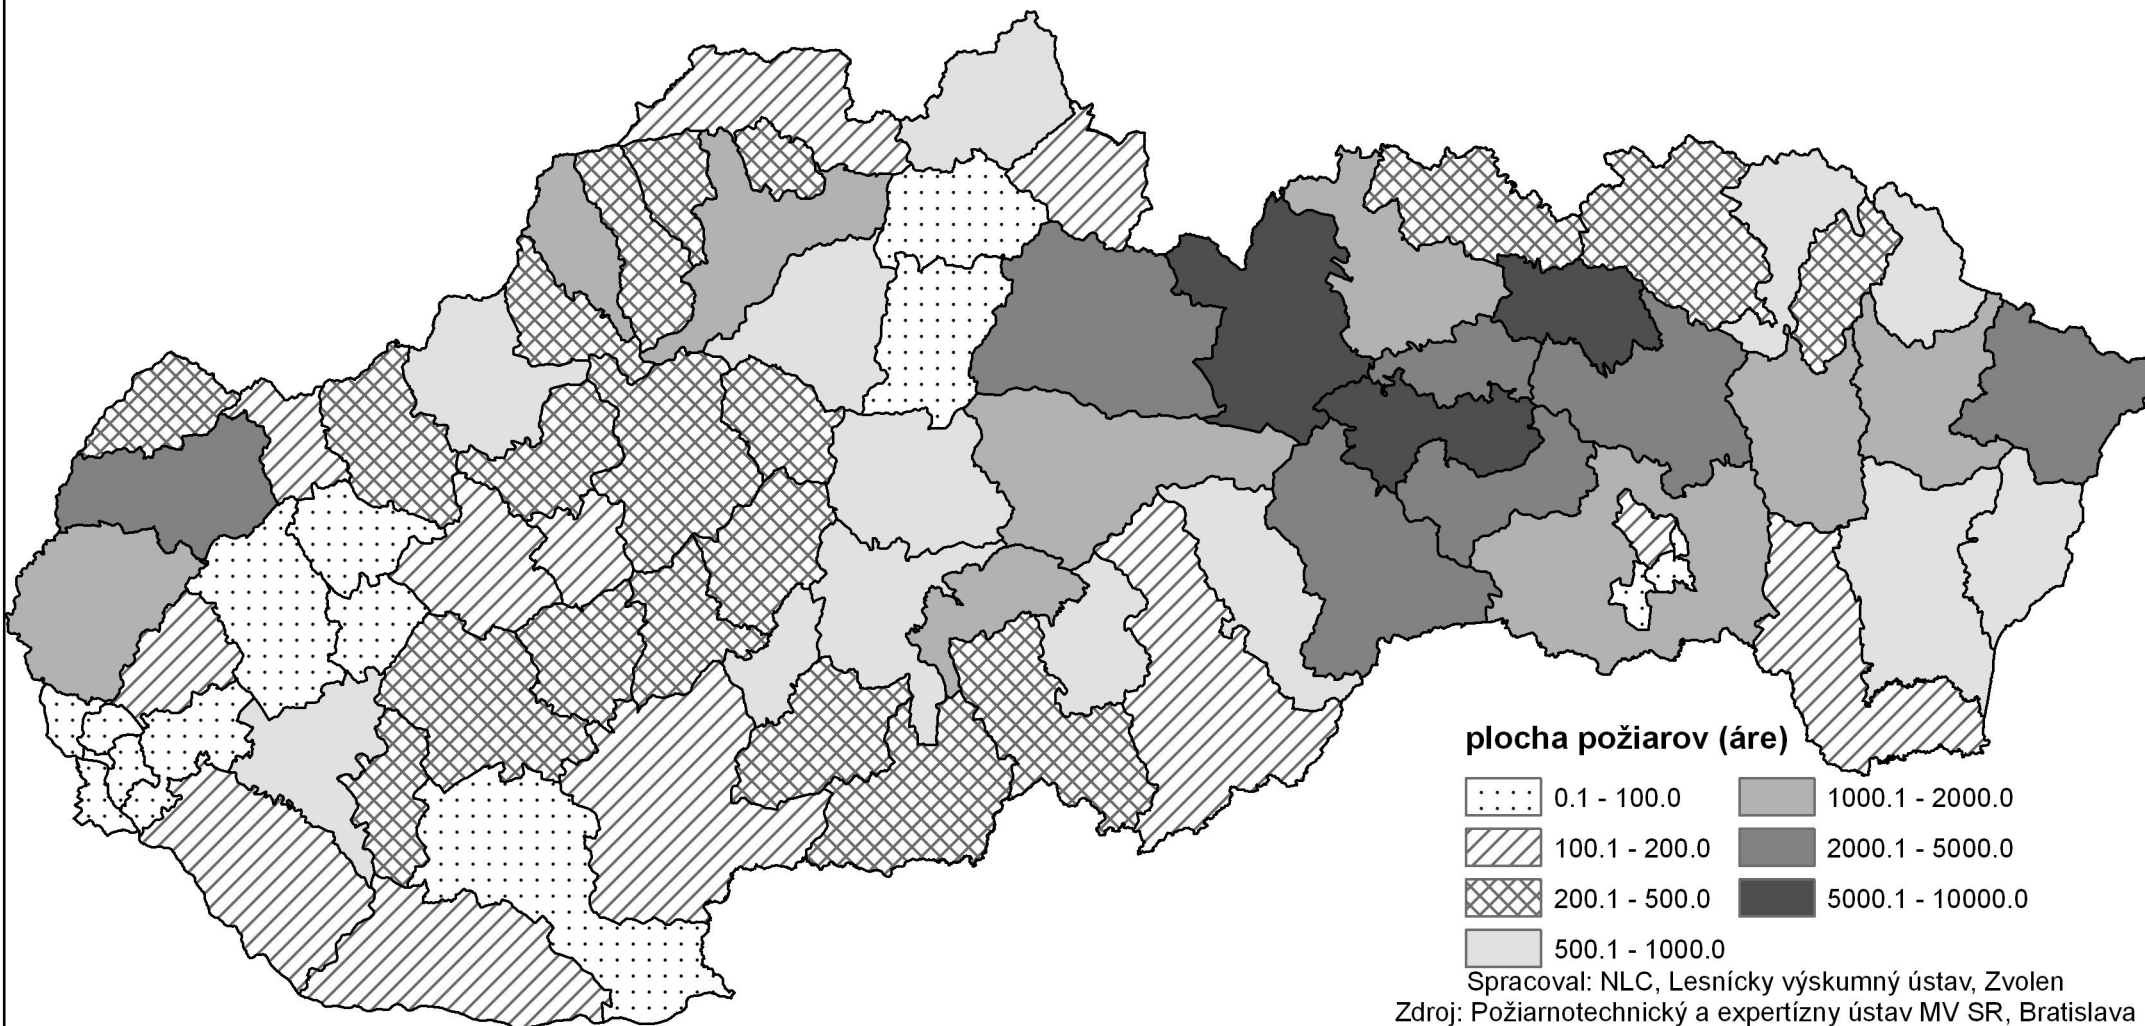 plocha požiarov (áre)
0.1 - 100.0
100.1 - 200.0
200.1 - 500.0
500.1 - 1000.0
1000.1 - 2000.0
2000.1 - 5000.0
5000.1 - 10000.0
Spracoval: NLC, Lesnícky výskumný ústav, Zvolen
Zdroj: Požiarnotechnický a expertízny ústav MV SR, Bratislava